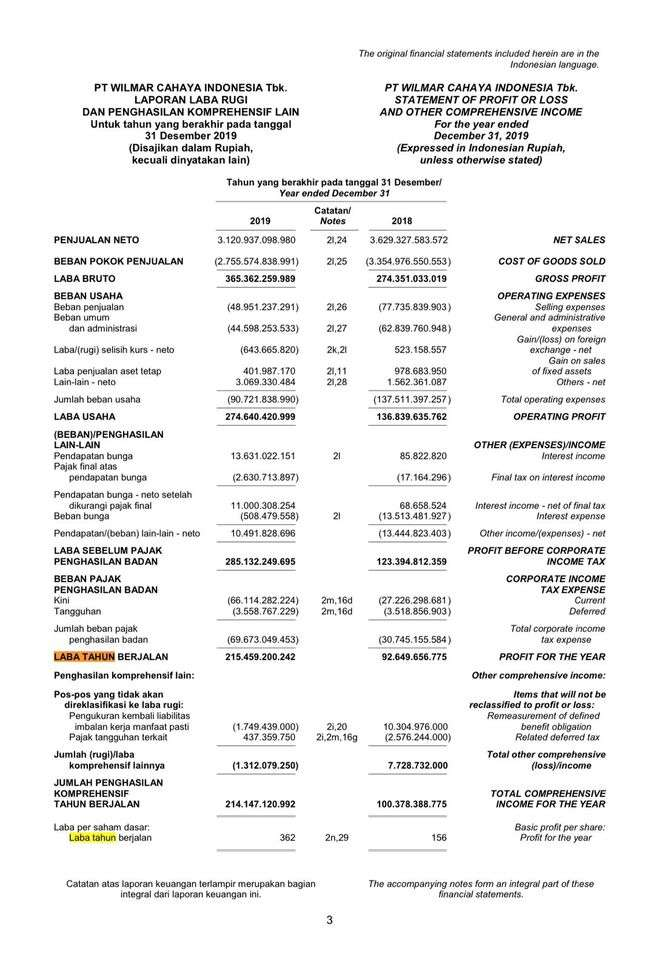 The original financial statements included herein are in the
Indonesian language.
PT WILMAR CAHAYA INDONESIA Tbk.
LAPORAN LABA RUGI
DAN PENGHASILAN KOMPREHENSIF LAIN
Untuk tahun yang berakhir pada tanggal
31 Desember 2019
(Disajikan dalam Rupiah,
kecuali dinyatakan lain)
PT WILMAR CAHAYA INDONESIA Tbk.
STATEMENT OF PROFIT OR LOSS
AND OTHER COMPREHENSIVE INCOME
For the year ended
December 31, 2019
(Expressed in Indonesian Rupiah,
unless otherwise stated)
Tahun yang berakhir pada tanggal 31 Desember/
Year ended December 31
Catatan/
2019 Notes 2018
PENJUALAN NETO 3.120.937.098.980 2l,24 3.629.327.583.572 NET SALES
BEBAN POKOK PENJUALAN (2.755.574.838.991) 2l,25 (3.354.976.550.553) COST OF GOODS SOLD
LABA BRUTO 365.362.259.989 274.351.033.019 GROSS PROFIT
BEBAN USAHA OPERATING EXPENSES
Beban penjualan (48.951.237.291) 2l,26 (77.735.839.903) Selling expenses
Beban umum General and administrative
dan administrasi (44.598.253.533) 2l,27 (62.839.760.948) expenses
Gain/(loss) on foreign
Laba/(rugi) selisih kurs - neto (643.665.820) 2k,2l 523.158.557 exchange - net
Gain on sales
Laba penjualan aset tetap 401.987.170 2l,11 978.683.950 of fixed assets
Lain-lain - neto 3.069.330.484 2l,28 1.562.361.087 Others - net
Jumlah beban usaha (90.721.838.990) (137.511.397.257) Total operating expenses
LABA USAHA 274.640.420.999 136.839.635.762 OPERATING PROFIT
(BEBAN)/PENGHASILAN
LAIN-LAIN OTHER (EXPENSES)/INCOME
Pendapatan bunga 13.631.022.151 2l 85.822.820 Interest income
Pajak final atas
pendapatan bunga (2.630.713.897) (17.164.296) Final tax on interest income
Pendapatan bunga - neto setelah
dikurangi pajak final 11.000.308.254 68.658.524 Interest income - net of final tax
Beban bunga (508.479.558) 2l (13.513.481.927) Interest expense
Pendapatan/(beban) lain-lain - neto 10.491.828.696 (13.444.823.403) Other income/(expenses) - net
LABA SEBELUM PAJAK PROFIT BEFORE CORPORATE
PENGHASILAN BADAN 285.132.249.695 123.394.812.359 INCOME TAX
BEBAN PAJAK CORPORATE INCOME
PENGHASILAN BADAN TAX EXPENSE
Kini (66.114.282.224) 2m,16d (27.226.298.681) Current
Tangguhan (3.558.767.229) 2m,16d (3.518.856.903) Deferred
Jumlah beban pajak Total corporate income
penghasilan badan (69.673.049.453) (30.745.155.584) tax expense
LABA TAHUN BERJALAN 215.459.200.242 92.649.656.775 PROFIT FOR THE YEAR
Penghasilan komprehensif lain: Other comprehensive income:
Pos-pos yang tidak akan Items that will not be
direklasifikasi ke laba rugi: reclassified to profit or loss:
Pengukuran kembali liabilitas Remeasurement of defined
imbalan kerja manfaat pasti (1.749.439.000) 2i,20 10.304.976.000 benefit obligation
Pajak tangguhan terkait 437.359.750 2i,2m,16g (2.576.244.000) Related deferred tax
Jumlah (rugi)/laba Total other comprehensive
komprehensif lainnya (1.312.079.250) 7.728.732.000 (loss)/income
JUMLAH PENGHASILAN
KOMPREHENSIF TOTAL COMPREHENSIVE
TAHUN BERJALAN 214.147.120.992 100.378.388.775 INCOME FOR THE YEAR
Laba per saham dasar: Basic profit per share:
Laba tahun berjalan 362 2n,29 156 Profit for the year
Catatan atas laporan keuangan terlampir merupakan bagian
integral dari laporan keuangan ini.
The accompanying notes form an integral part of these
financial statements.
3